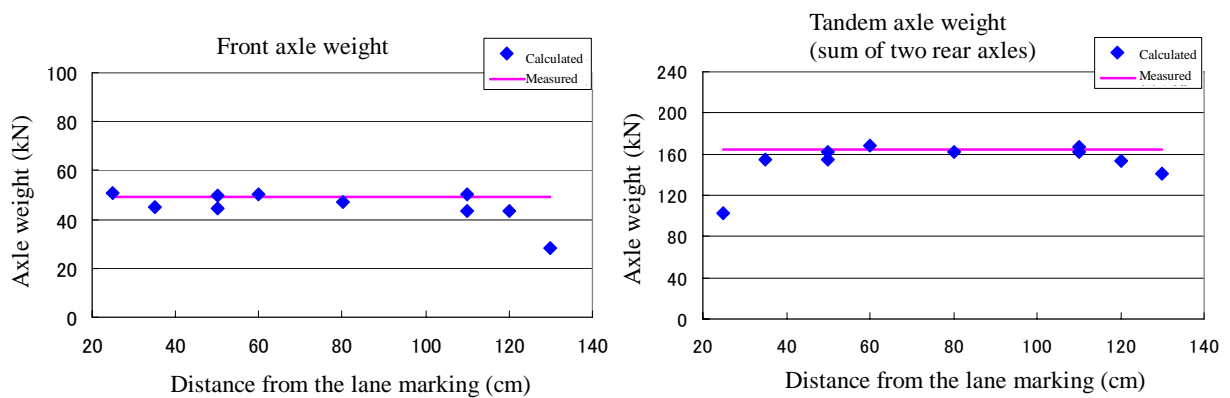 Front axle weight
Calculated
Measured
100
80
60
40
20
0
20 40 60 80 100 120 140
Axle weight (kN)
Distance from the lane marking (cm)
Tandem axle weight
(sum of two rear axles)
Calculated
Measured
240
200
160
120
80
40
0
20 40 60 80 100 120 140
Axle weight (kN)
Distance from the lane marking (cm)